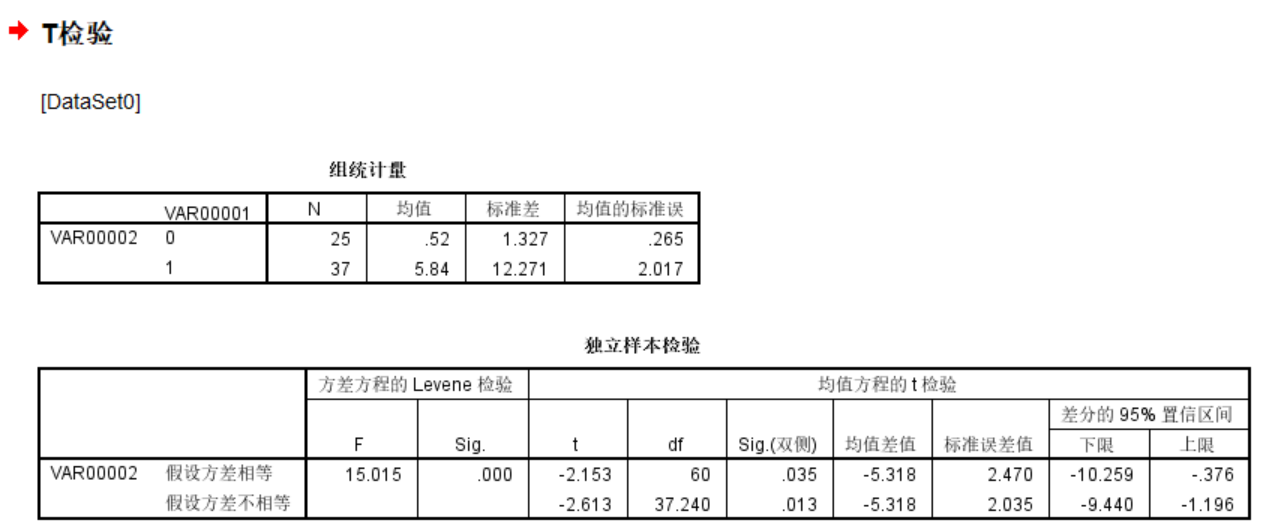 T检验
[DataSet0]
组统计量
VAR00001 N 均值 标准差 均值的标准误
VAR00002 0 25 .52 1.327 .265
1 37 5.84 12.271 2.017
独立样本检验
方差方程的 Levene 检验 均值方程的 t 检验
差分的 95% 置信区间
F Sig. t df Sig.(双侧) 均值差值 标准误差值 下限 上限
VAR00002 假设方差相等 15.015 .000 -2.153 60 .035 -5.318 2.470 -10.259 -.376
假设方差不相等 -2.613 37.240 .013 -5.318 2.035 -9.440 -1.196